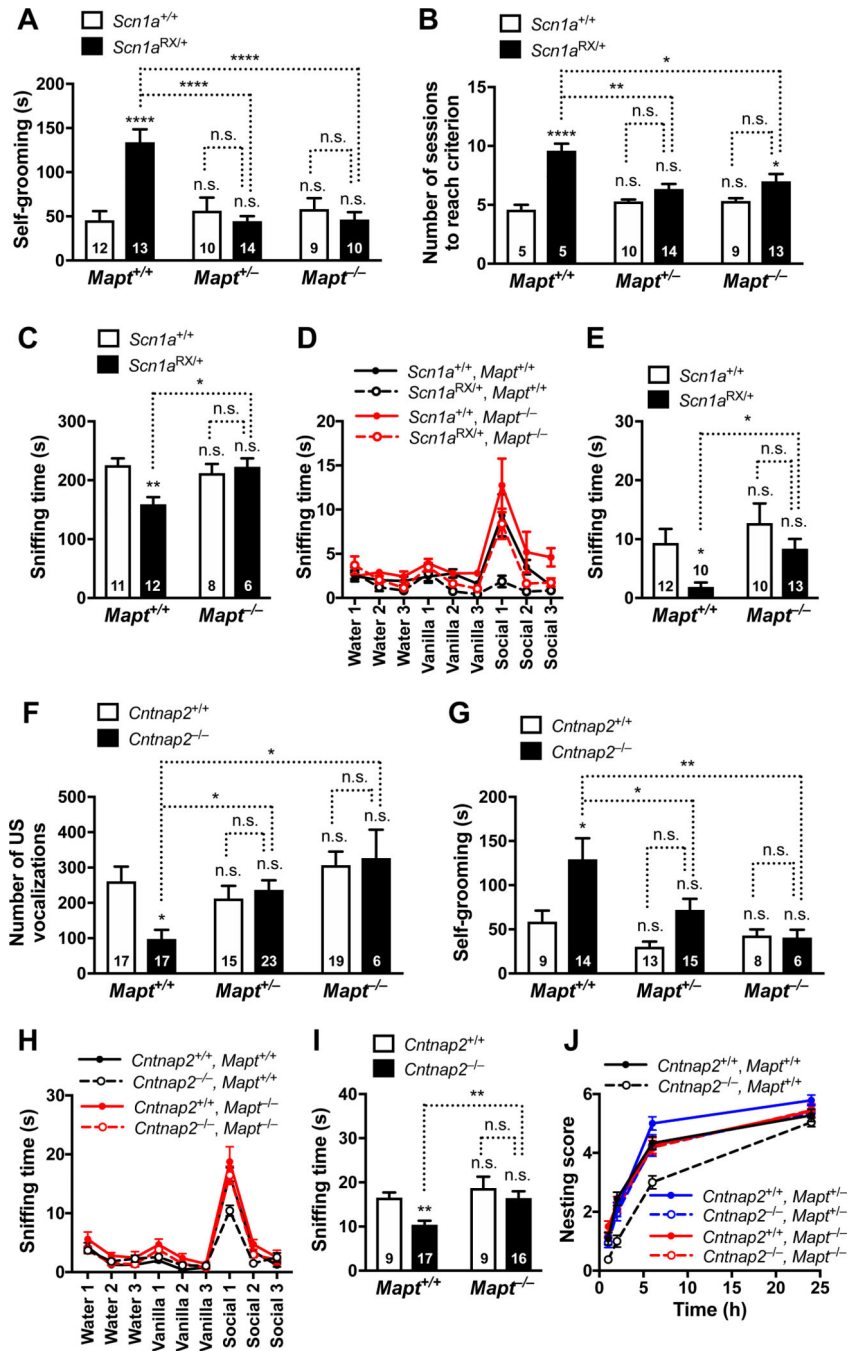 A
Scn1a+/+
Scn1aRX/+
Self-grooming (s)
200
150
100
50
0
****
****
****
n.s.
n.s.
n.s.
n.s.
n.s.
n.s.
12
13
10
14
9
10
Mapt+/+
Mapt+/–
Mapt–/–
B
Scn1a+/+
Scn1aRX/+
Number of sessions
to reach criterion
15
10
5
0
*
**
****
n.s.
n.s.
n.s.
n.s.
n.s.
*
5
5
10
14
9
13
Mapt+/+
Mapt+/–
Mapt–/–
C
Scn1a+/+
Scn1aRX/+
Sniffing time (s)
300
200
100
0
*
n.s.
**
n.s.
n.s.
11
12
8
6
Mapt+/+
Mapt–/–
D
Scn1a+/+, Mapt+/+
Scn1aRX/+, Mapt+/+
Scn1a+/+, Mapt–/–
Scn1aRX/+, Mapt–/–
Sniffing time (s)
20
15
10
5
0
Water 1
Water 2
Water 3
Vanilla 1
Vanilla 2
Vanilla 3
Social 1
Social 2
Social 3
E
Scn1a+/+
Scn1aRX/+
Sniffing time (s)
30
20
10
0
*
n.s.
n.s.
n.s.
*
10
12
10
13
Mapt+/+
Mapt–/–
F
Cntnap2+/+
Cntnap2–/–
Number of US
vocalizations
500
400
300
200
100
0
*
*
n.s.
n.s.
*
n.s.
n.s.
n.s.
n.s.
17
17
15
23
19
6
Mapt+/+
Mapt+/–
Mapt–/–
G
Cntnap2+/+
Cntnap2–/–
Self-grooming (s)
200
150
100
50
0
**
*
*
n.s.
n.s.
n.s.
n.s.
n.s.
n.s.
9
14
13
15
8
6
Mapt+/+
Mapt+/–
Mapt–/–
H
Cntnap2+/+, Mapt+/+
Cntnap2–/–, Mapt+/+
Cntnap2+/+, Mapt–/–
Cntnap2–/–, Mapt–/–
Sniffing time (s)
30
20
10
0
Water 1
Water 2
Water 3
Vanilla 1
Vanilla 2
Vanilla 3
Social 1
Social 2
Social 3
I
Cntnap2+/+
Cntnap2–/–
Sniffing time (s)
40
30
20
10
0
**
n.s.
n.s.
n.s.
**
9
17
9
16
Mapt+/+
Mapt–/–
J
Cntnap2+/+, Mapt+/+
Cntnap2–/–, Mapt+/+
Nesting score
6
4
2
0
Cntnap2+/+, Mapt+/–
Cntnap2–/–, Mapt+/–
Cntnap2+/+, Mapt–/–
Cntnap2–/–, Mapt–/–
0
5
10
15
20
25
Time (h)